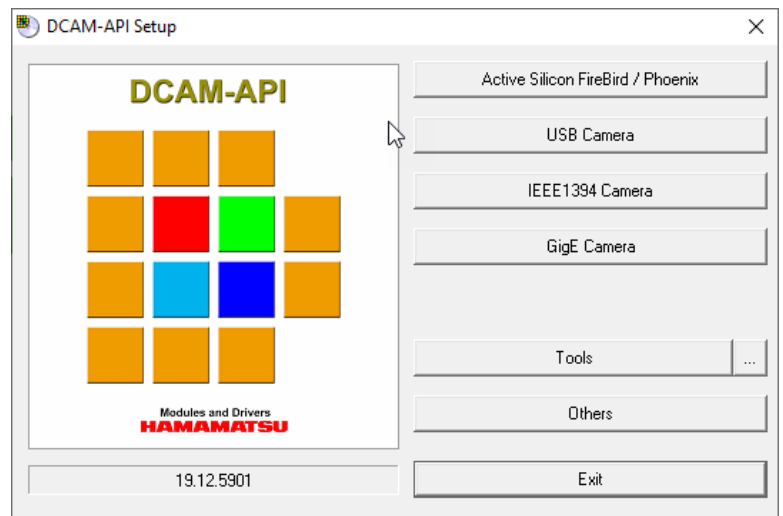 DCAM-API Setup
DCAM-API
Modules and Drivers
HAMAMATSU
19.12.5901
Active Silicon FireBird / Phoenix
USB Camera
IEEE1394 Camera
GigE Camera
Tools
...
Others
Exit